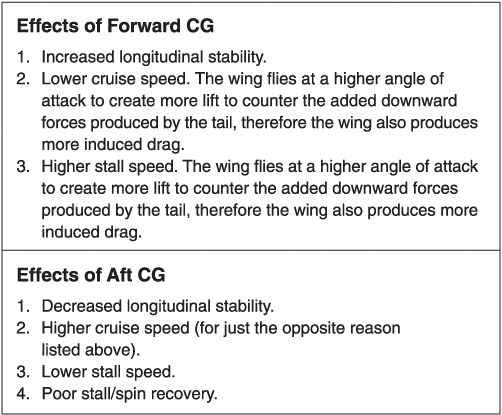 Effects of Forward CG
1. Increased longitudinal stability.
2. Lower cruise speed. The wing flies at a higher angle of
attack to create more lift to counter the added downward
forces produced by the tail, therefore the wing also produces
more induced drag.
3. Higher stall speed. The wing flies at a higher angle of attack
to create more lift to counter the added downward forces
produced by the tail, therefore the wing also produces more
induced drag.
Effects of Aft CG
1. Decreased longitudinal stability.
2. Higher cruise speed (for just the opposite reason
listed above).
3. Lower stall speed.
4. Poor stall/spin recovery.